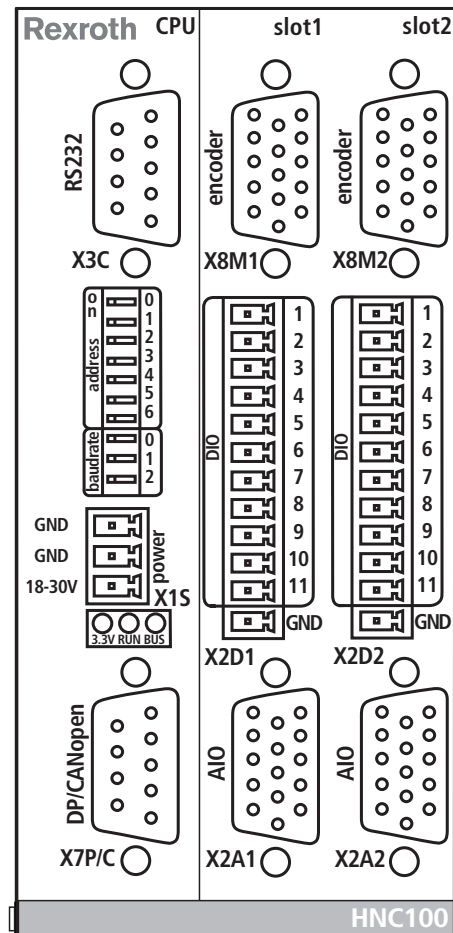 Rexroth CPU slot1 slot2
RS232
encoder
encoder
X3C
X8M1
X8M2
on
address
0
1
2
3
4
5
6
baudrate
0
1
2
GND
GND
18-30V
power
X1S
3.3V RUN BUS
DIO
1
2
3
4
5
6
7
8
9
10
11
GND
X2D1
DIO
1
2
3
4
5
6
7
8
9
10
11
GND
X2D2
DP/CANopen
AIO
AIO
X7P/C
X2A1
X2A2
HNC100